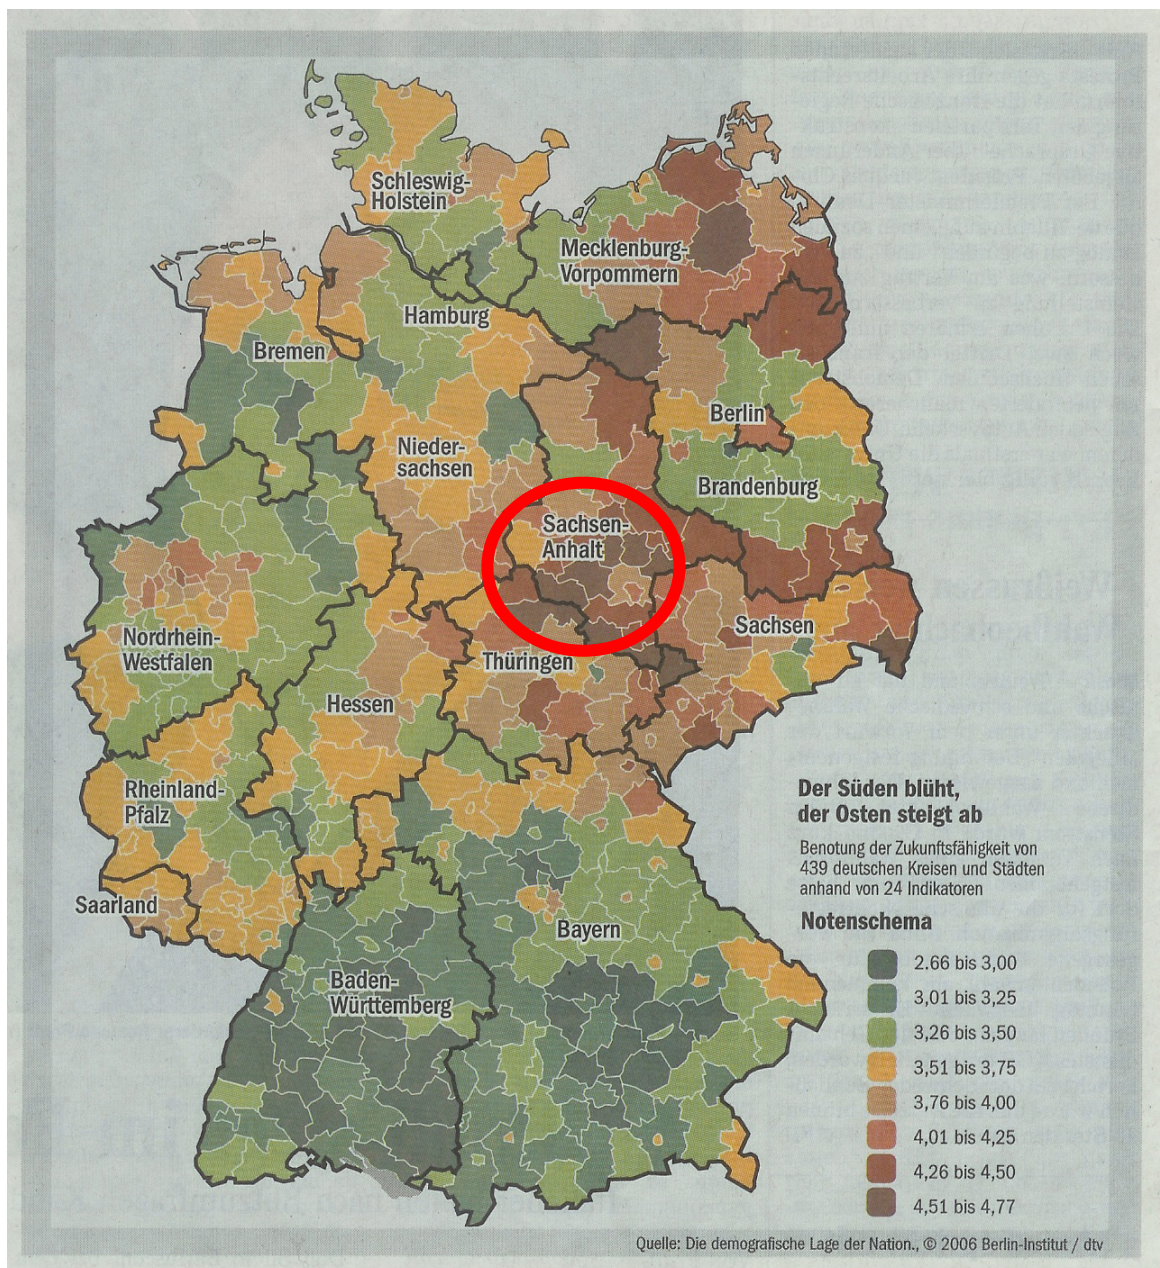 Schleswig-
Holstein
Mecklenburg-
Vorpommern
Hamburg
Bremen
Berlin
Nieder-
sachsen
Brandenburg
Sachsen-
Anhalt
Nordrhein-
Westfalen
Sachsen
Thüringen
Hessen
Rheinland-
Pfalz
Saarland
Bayern
Baden-
Württemberg
Der Süden blüht,
der Osten steigt ab
Benotung der Zukunftsfähigkeit von
439 deutschen Kreisen und Städten
anhand von 24 Indikatoren
Notenschema
2.66 bis 3,00
3,01 bis 3,25
3,26 bis 3,50
3,51 bis 3,75
3,76 bis 4,00
4,01 bis 4,25
4,26 bis 4,50
4,51 bis 4,77
Quelle: Die demografische Lage der Nation., © 2006 Berlin-Institut / dtv